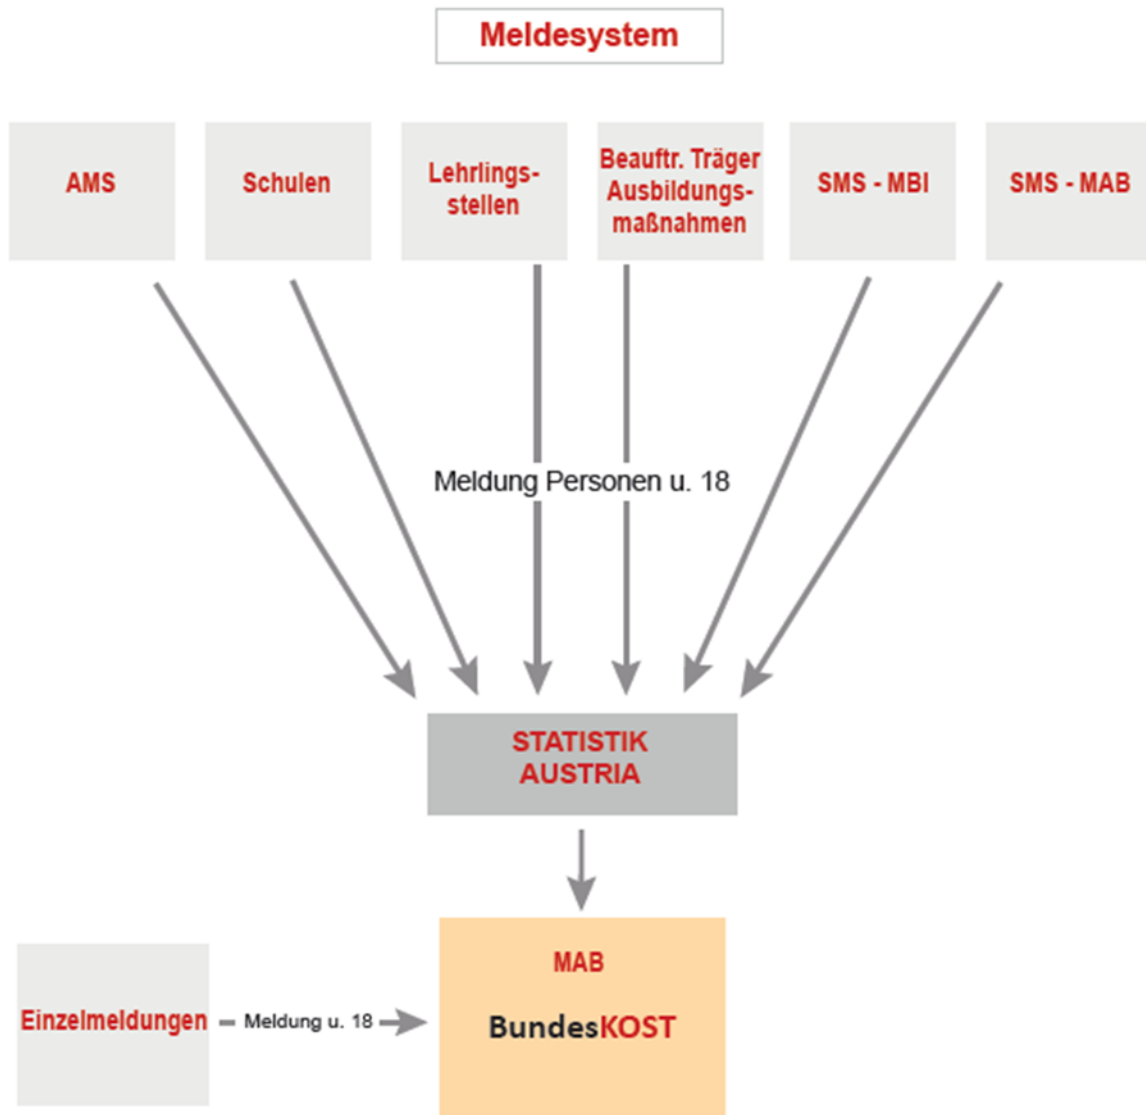 Meldesystem
AMS
Schulen
Lehrlings-
stellen
Beauftr. Träger
Ausbildungs-
maßnahmen
SMS - MBI
SMS - MAB
Meldung Personen u. 18
STATISTIK
AUSTRIA
Einzelmeldungen
Meldung u. 18
MAB
BundesKOST